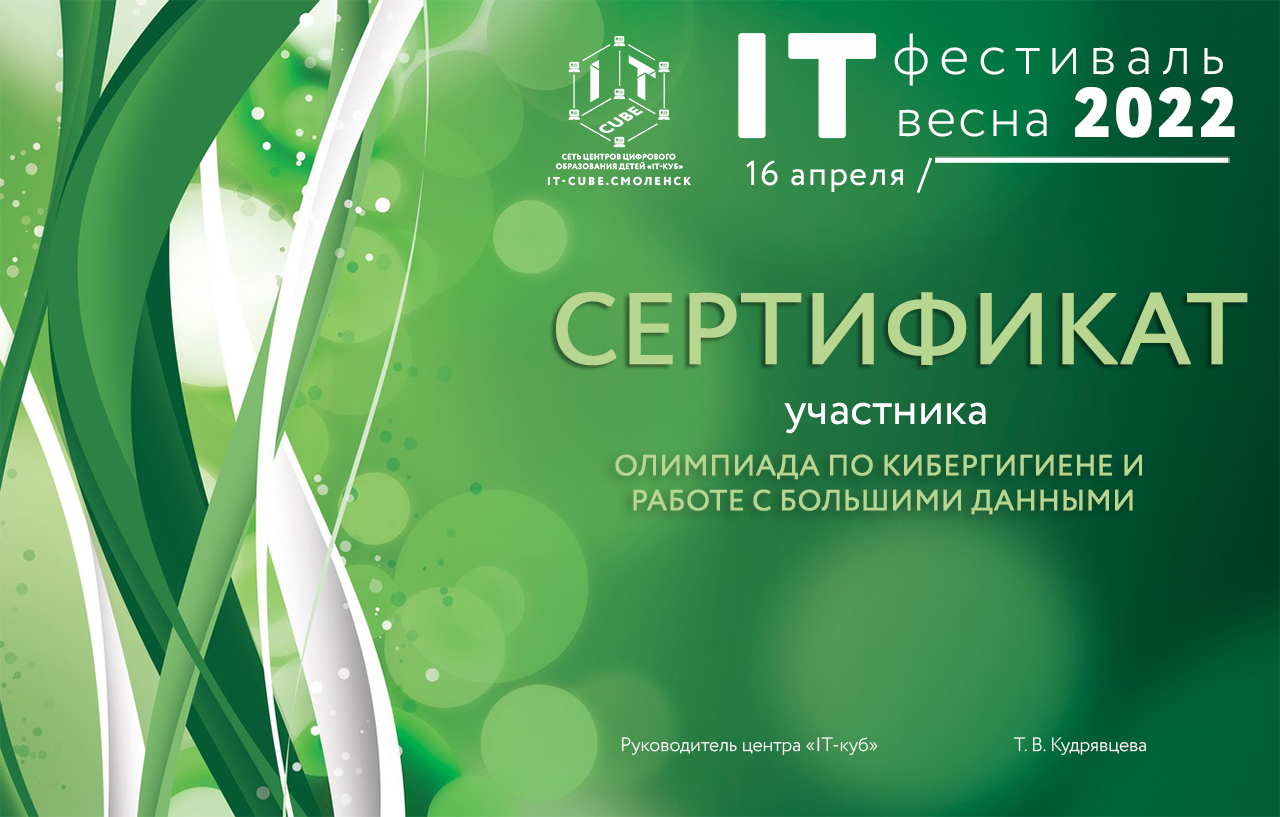 IT
CUBE
СЕТЬ ЦЕНТРОВ ЦИФРОВОГО
ОБРАЗОВАНИЯ ДЕТЕЙ «IT-КУБ»
IT-CUBE.СМОЛЕНСК
IT фестиваль
весна 2022
16 апреля /
СЕРТИФИКАТ
участника
ОЛИМПИАДА ПО КИБЕРГИГИЕНЕ И
РАБОТЕ С БОЛЬШИМИ ДАННЫМИ
Руководитель центра «IT-куб» Т. В. Кудрявцева